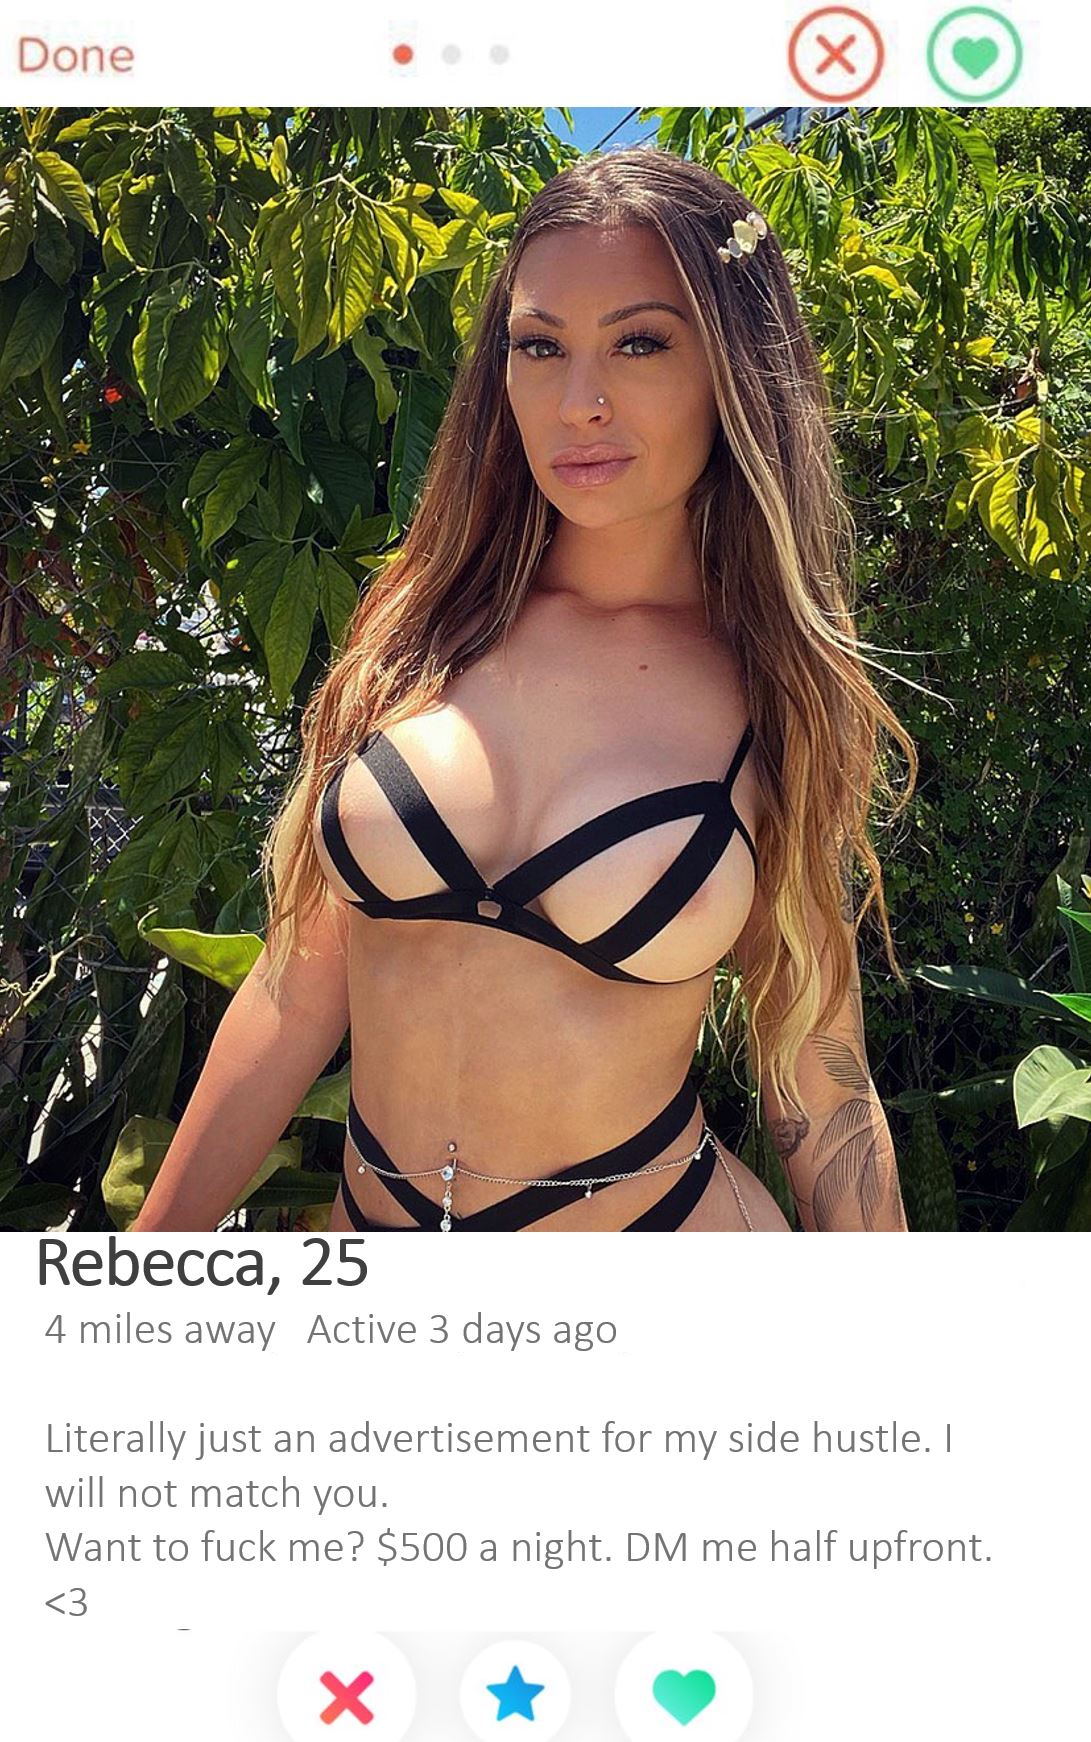 Done
Rebecca, 25
4 miles away Active 3 days ago
Literally just an advertisement for my side hustle. I
will not match you.
Want to fuck me? $500 a night. DM me half upfront.
<3